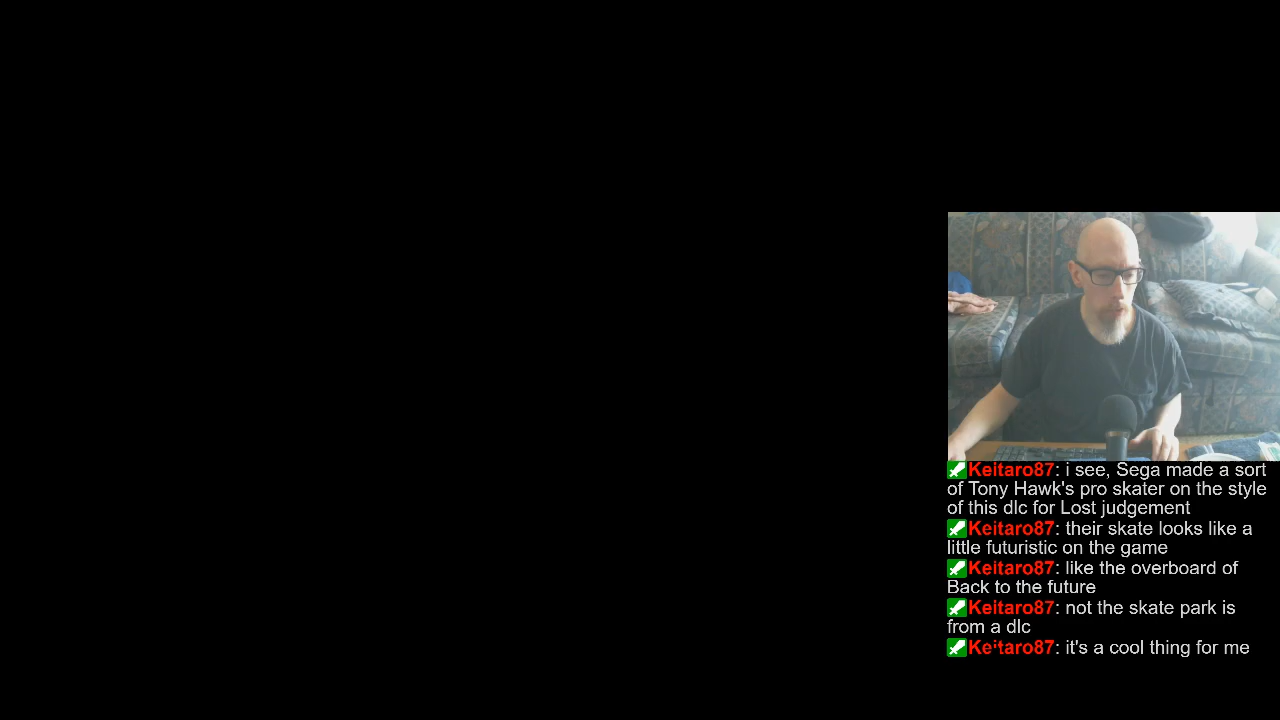 Keitaro87: i see, Sega made a sort
of Tony Hawk's pro skater on the style
of this dlc for Lost judgement
Keitaro87: their skate looks like a
little futuristic on the game
Keitaro87: like the overboard of
Back to the future
Keitaro87: not the skate park is
from a dlc
Keitaro87: it's a cool thing for me